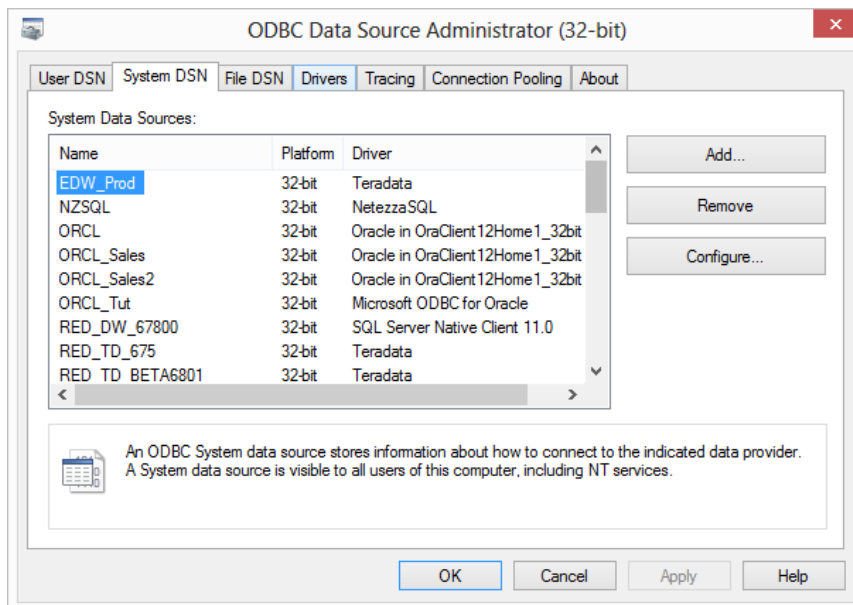 ODBC Data Source Administrator (32-bit)
User DSN System DSN File DSN Drivers Tracing Connection Pooling About
System Data Sources:
Name Platform Driver
EDW_Prod 32-bit Teradata
NZSQL 32-bit NetezzaSQL
ORCL 32-bit Oracle in OraClient12Home1_32bit
ORCL_Sales 32-bit Oracle in OraClient12Home1_32bit
ORCL_Sales2 32-bit Oracle in OraClient12Home1_32bit
ORCL_Tut 32-bit Microsoft ODBC for Oracle
RED_DW_67800 32-bit SQL Server Native Client 11.0
RED_TD_675 32-bit Teradata
RED_TD_BETA6801 32-bit Teradata
Add...
Remove
Configure...
An ODBC System data source stores information about how to connect to the indicated data provider.
A System data source is visible to all users of this computer, including NT services.
OK Cancel Apply Help